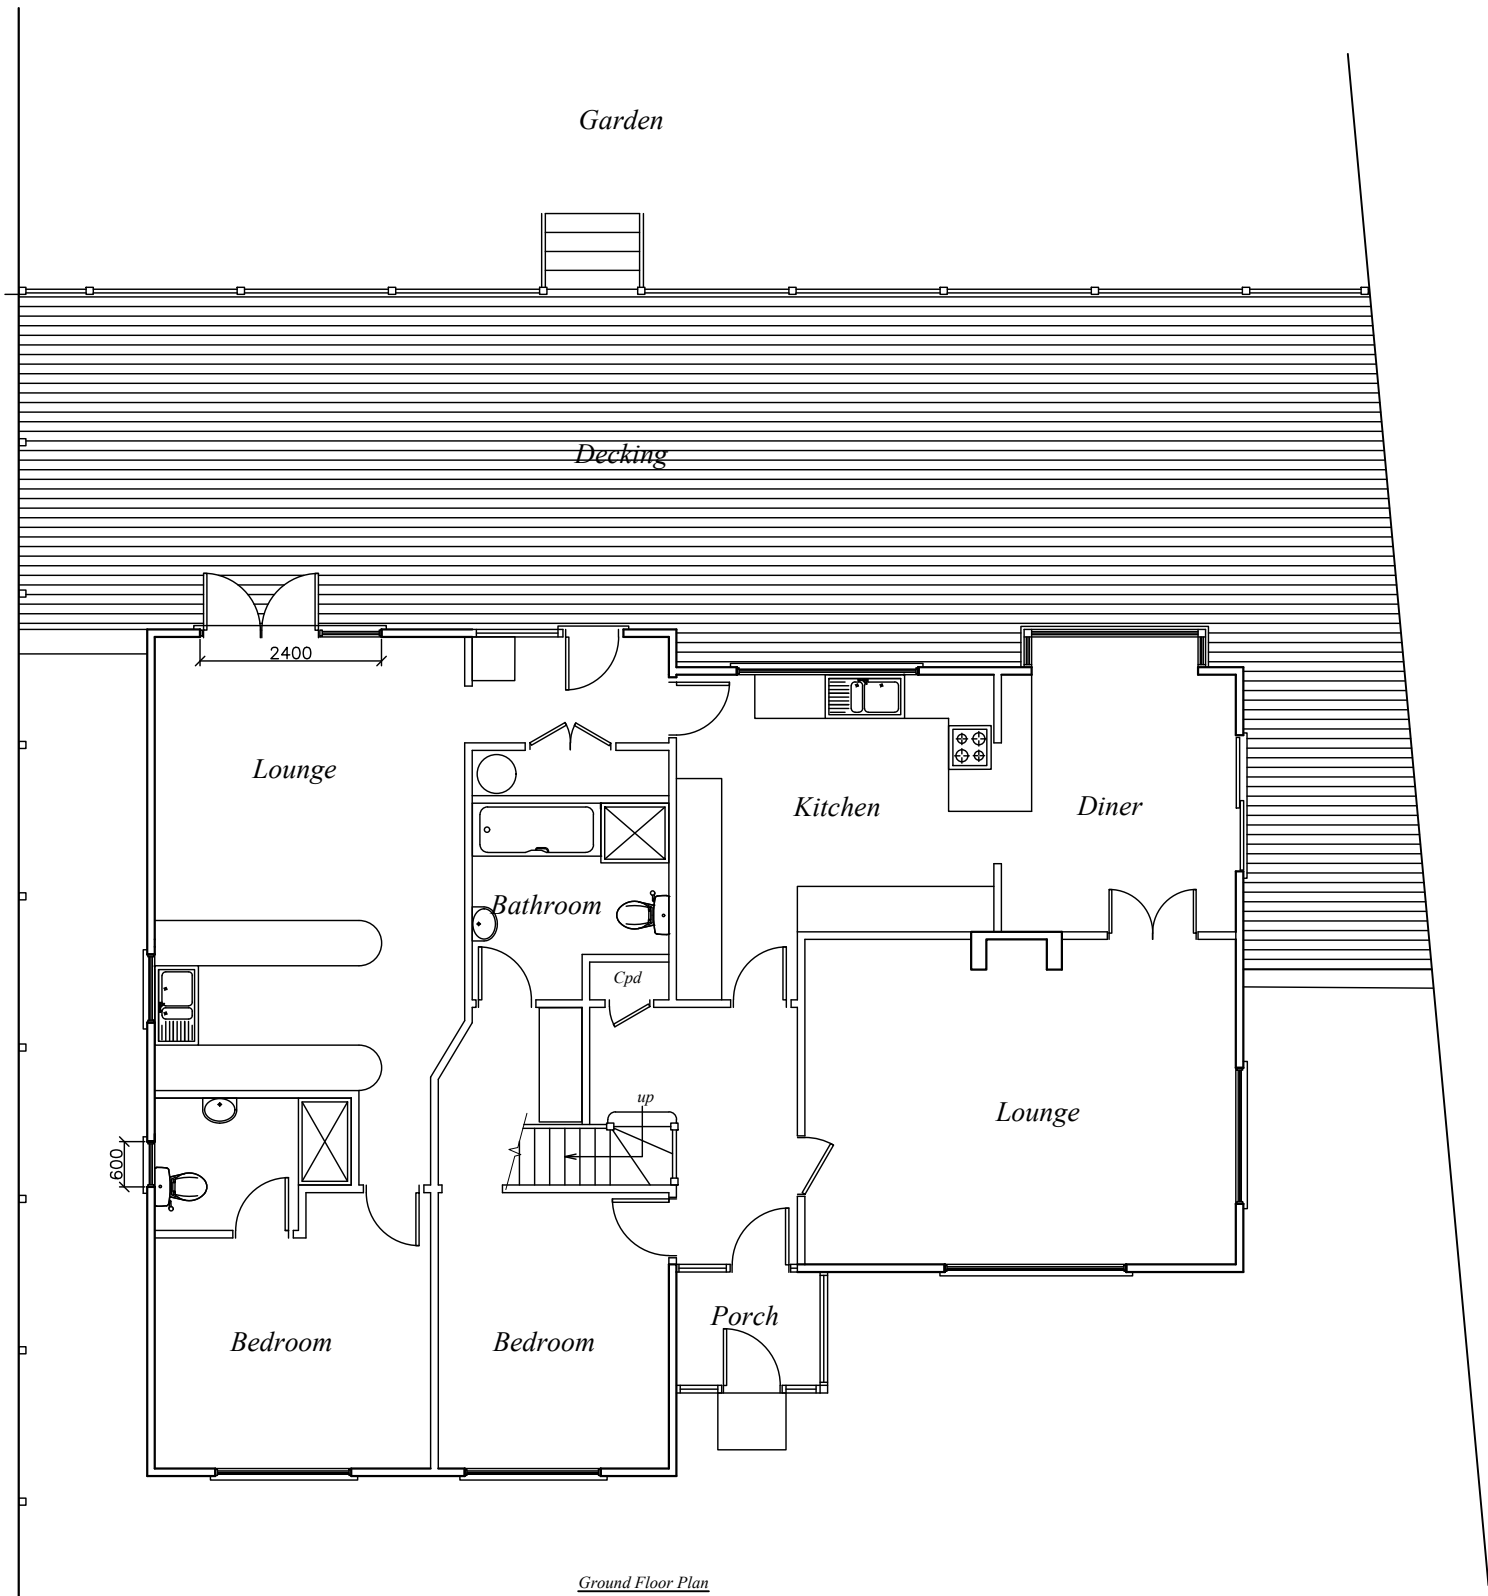 Garden
Decking
2400
Lounge
Kitchen
Diner
Bathroom
Cpd
up
Lounge
600
Porch
Bedroom
Bedroom
Ground Floor Plan